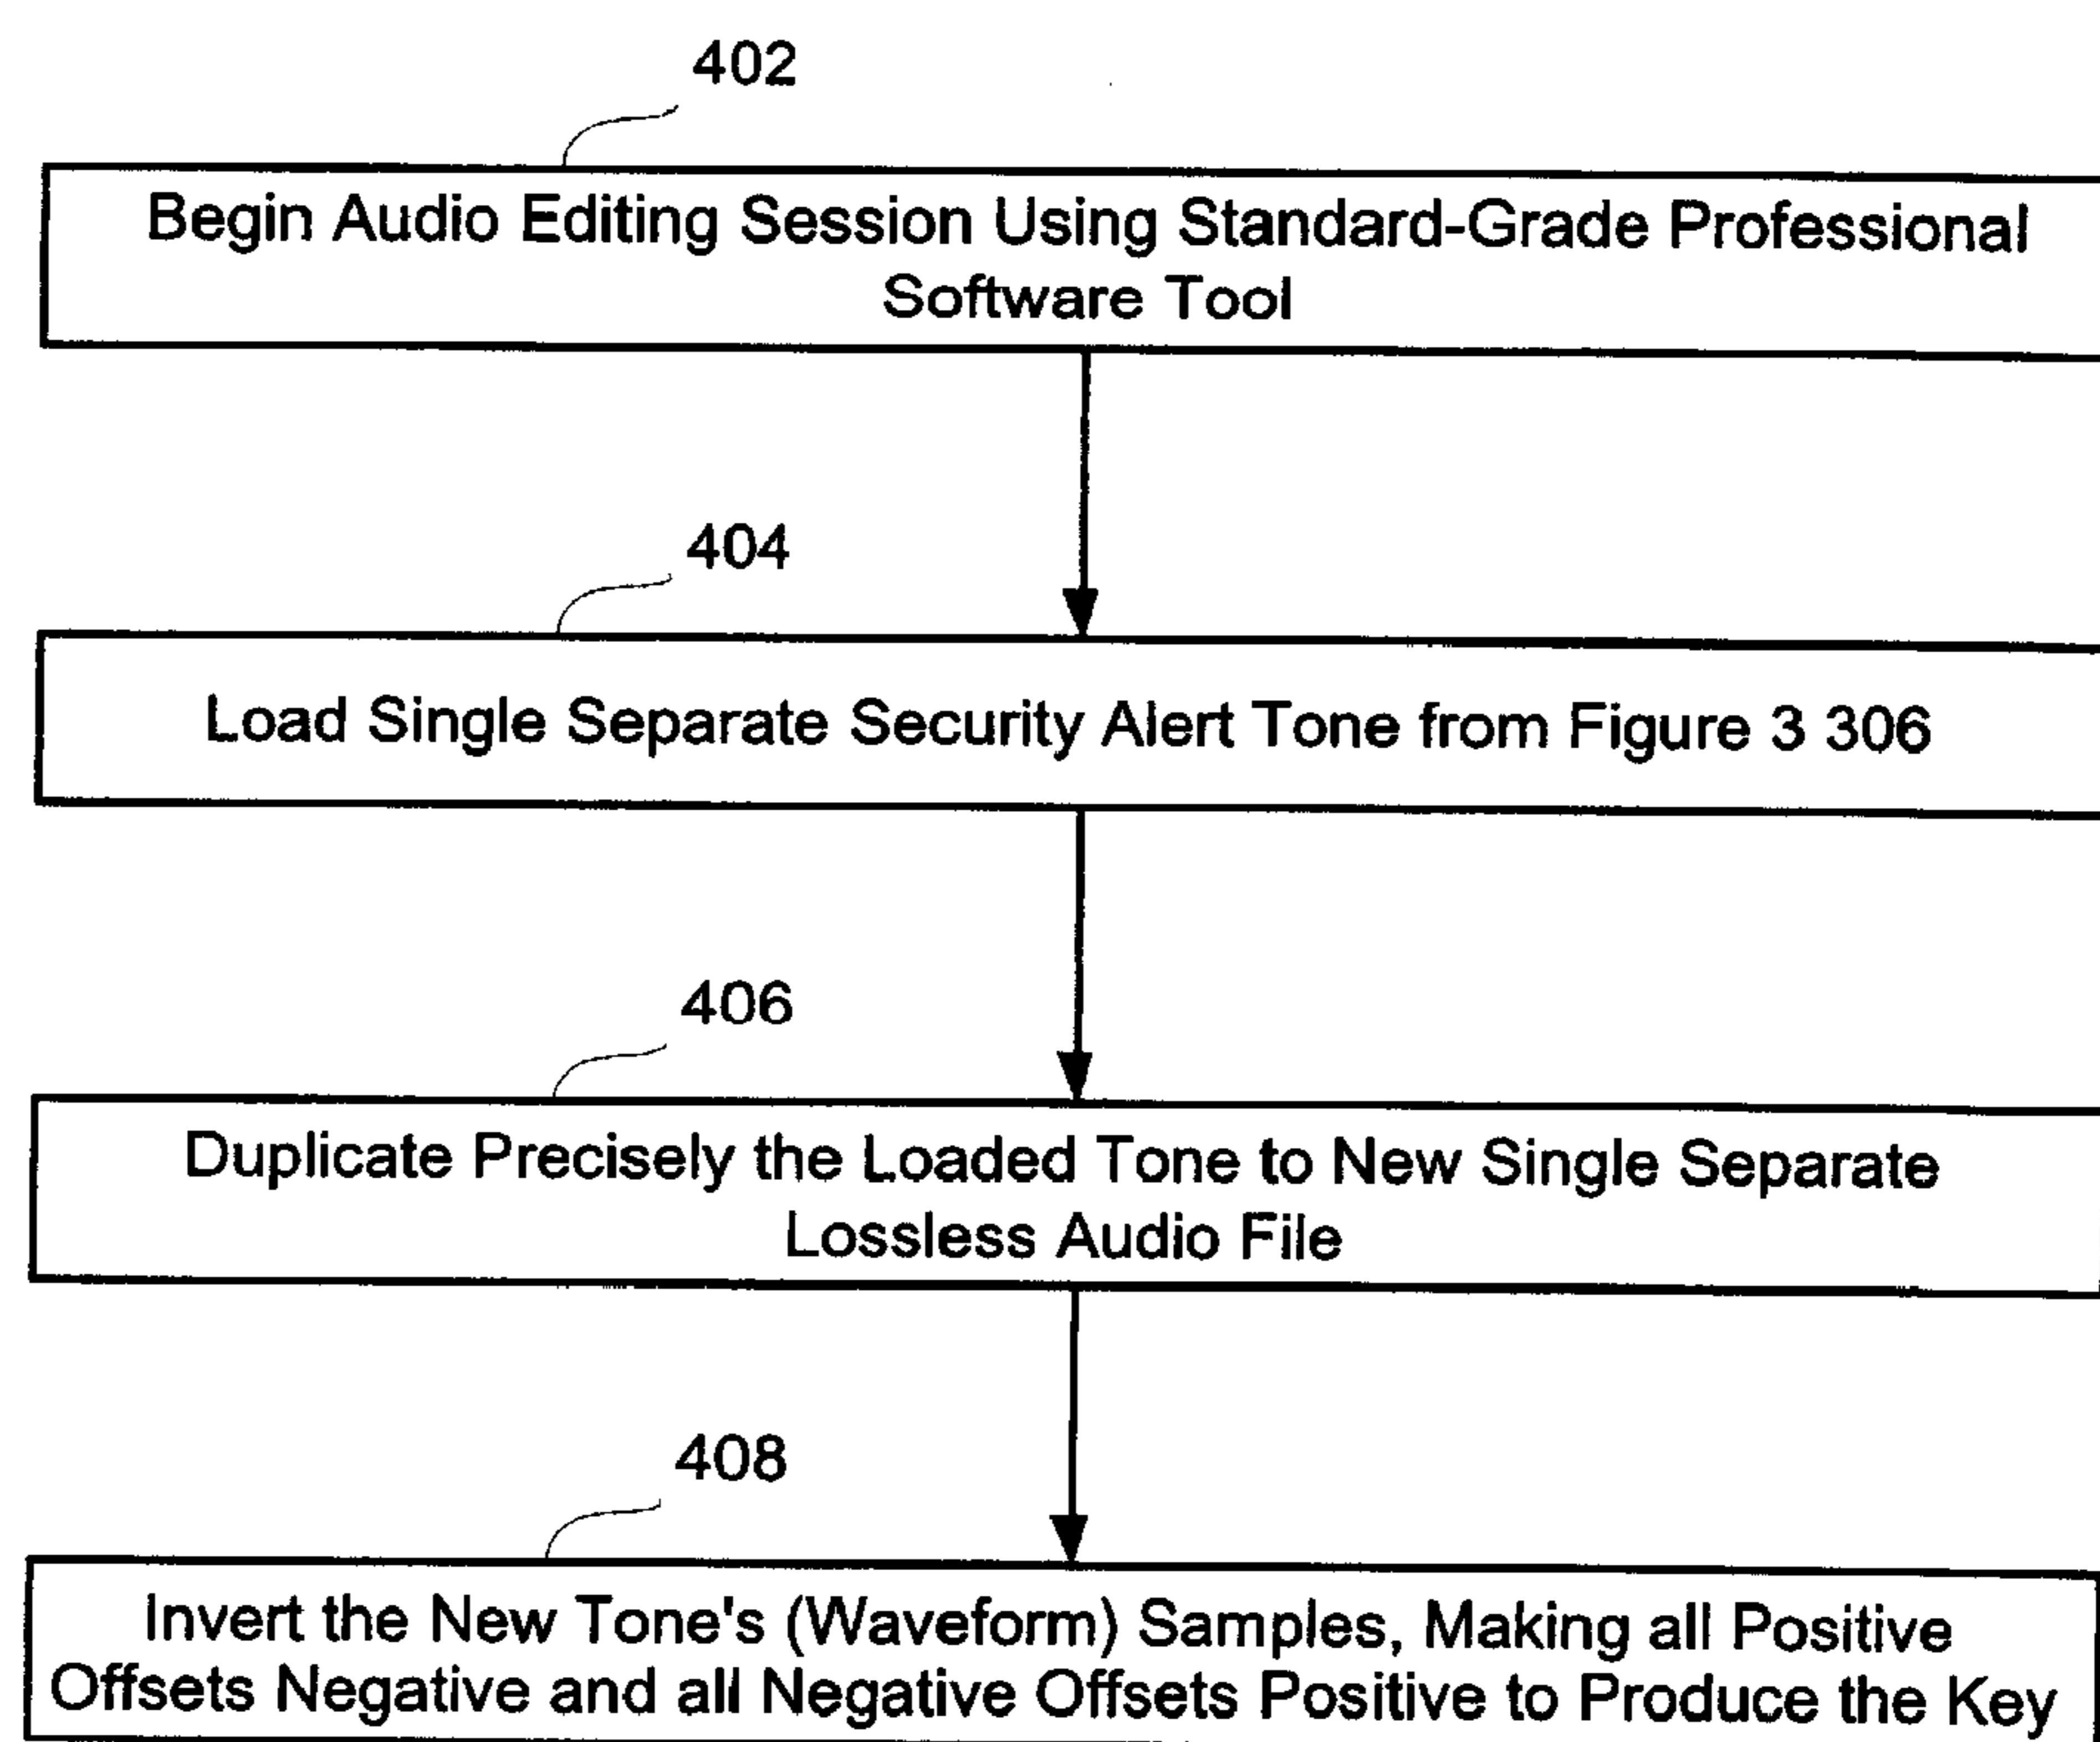 402
Begin Audio Editing Session Using Standard-Grade Professional
Software Tool
404
Load Single Separate Security Alert Tone from Figure 3 306
406
Duplicate Precisely the Loaded Tone to New Single Separate
Lossless Audio File
408
Invert the New Tone's (Waveform) Samples, Making all Positive
Offsets Negative and all Negative Offsets Positive to Produce the Key